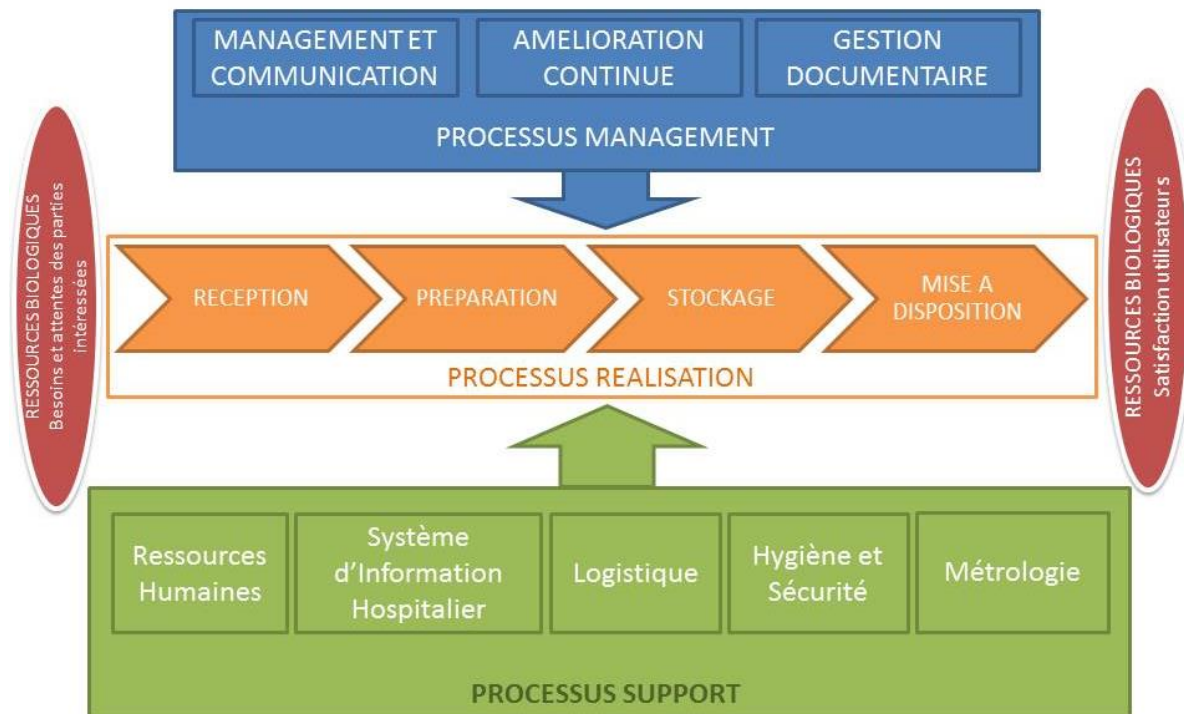 MANAGEMENT ET
COMMUNICATION
AMELIORATION
CONTINUE
GESTION
DOCUMENTAIRE
PROCESSUS MANAGEMENT
RESSOURCES BIOLOGIQUES
Besoins et attentes des parties
intéressées
RECEPTION
PREPARATION
STOCKAGE
MISE A
DISPOSITION
PROCESSUS REALISATION
RESSOURCES BIOLOGIQUES
Satisfaction utilisateurs
Ressources
Humaines
Système
d’Information
Hospitalier
Logistique
Hygiène et
Sécurité
Métrologie
PROCESSUS SUPPORT